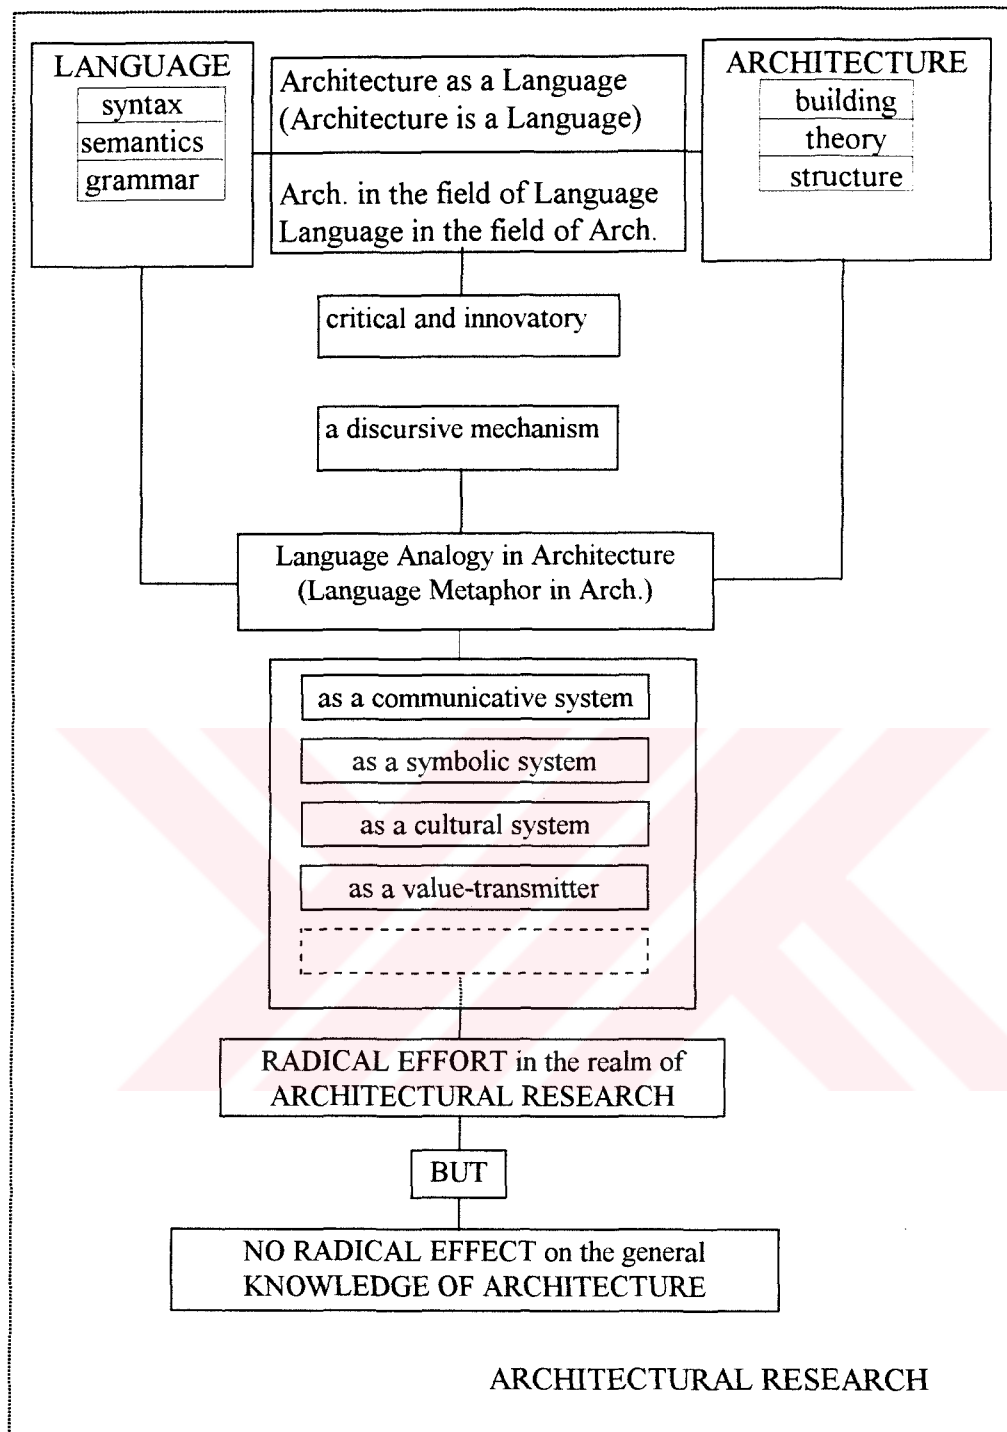 LANGUAGE
syntax
semantics
grammar
Architecture as a Language
(Architecture is a Language)
Arch. in the field of Language
Language in the field of Arch.
ARCHITECTURE
building
theory
structure
critical and innovatory
a discursive mechanism
Language Analogy in Architecture
(Language Metaphor in Arch.)
as a communicative system
as a symbolic system
as a cultural system
as a value-transmitter
RADICAL EFFORT in the realm of
ARCHITECTURAL RESEARCH
BUT
NO RADICAL EFFECT on the general
KNOWLEDGE OF ARCHITECTURE
ARCHITECTURAL RESEARCH